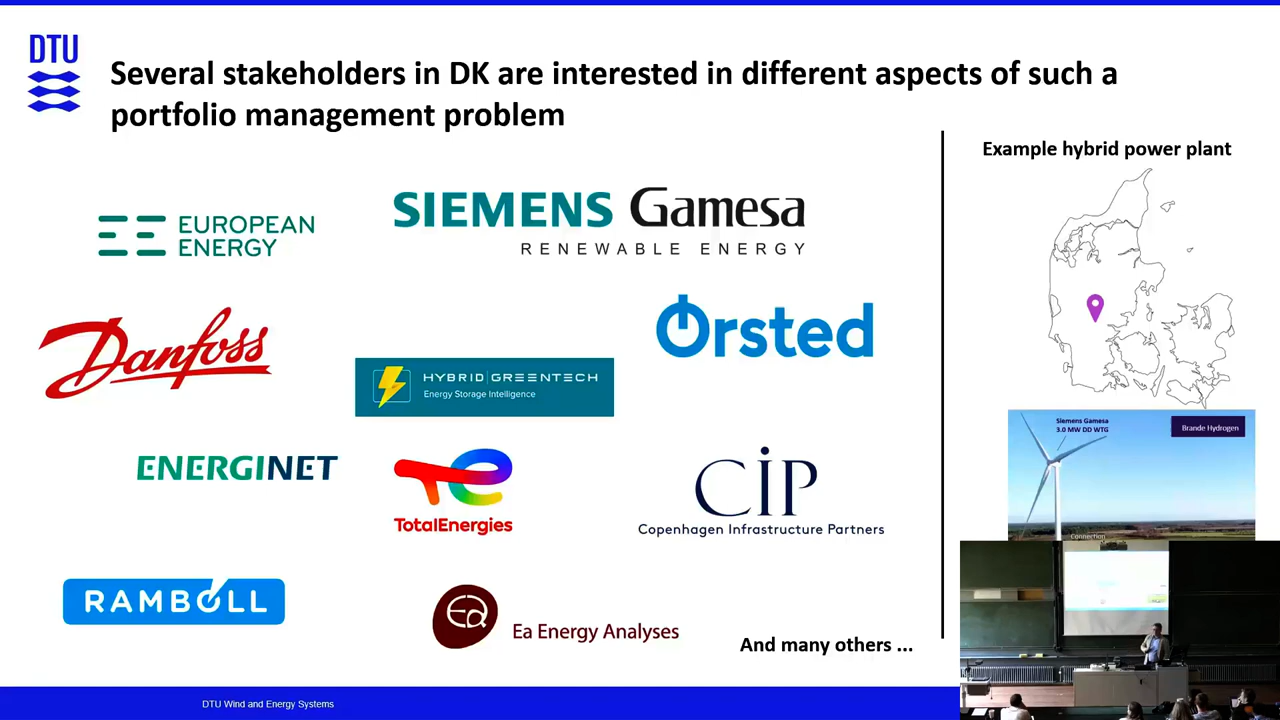 DTU
Several stakeholders in DK are interested in different aspects of such a
portfolio management problem
Example hybrid power plant
EUROPEAN
ENERGY
SIEMENS Gamesa
RENEWABLE ENERGY
Danfoss
Ørsted
HYBRID GREENTECH
Energy Storage Intelligence
Siemens Gamesa
3.0 MW DD WTG
Brande Hydrogen
ENERGINET
TotalEnergies
CIP
Copenhagen Infrastructure Partners
Connection
RAMBOLL
Ea
Ea Energy Analyses
And many others ...
DTU Wind and Energy Systems